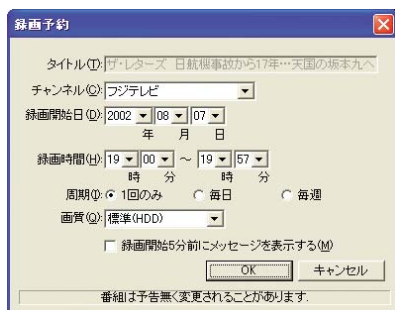 録画予約
タイトル(T): ザ・レターズ 日航機事故から17年…天国の坂本九へ
チャンネル(C): フジテレビ
録画開始日(D): 2002 08 07
年 月 日
録画時間(H): 19 00 ～ 19 57
時 分 時 分
周期(I): 1回のみ 毎日 毎週
画質(Q): 標準(HDD)
録画開始5分前にメッセージを表示する(M)
OK キャンセル
番組は予告無く変更されることがあります.